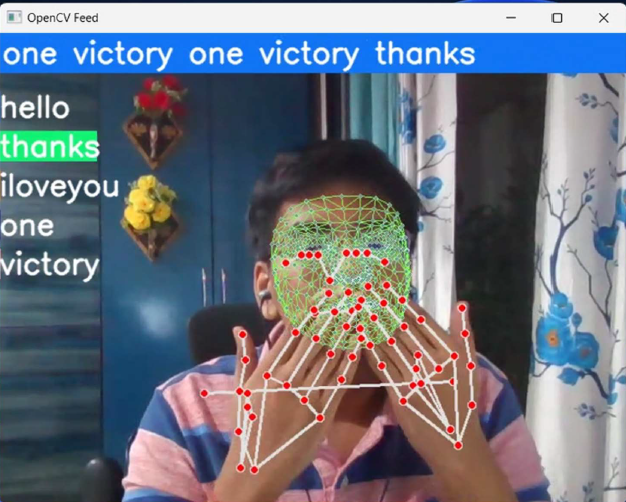 OpenCV Feed
one victory one victory thanks
hello
thanks
iloveyou
one
victory